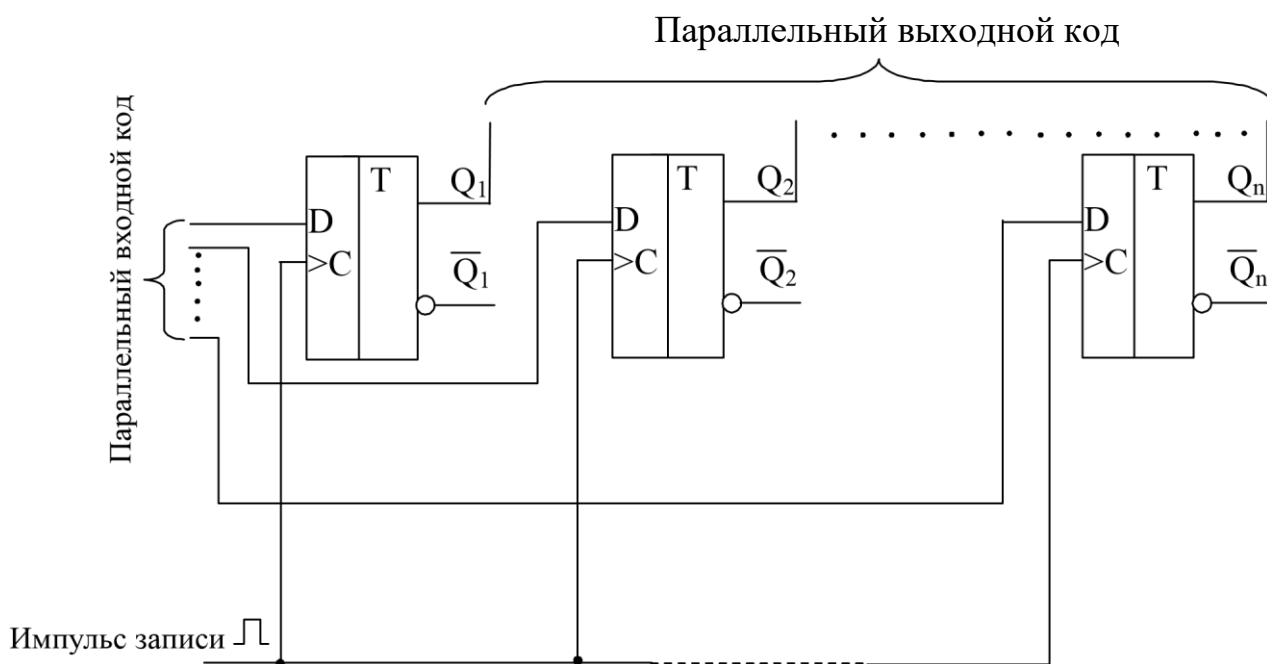 Параллельный выходной код
Параллельный входной код
T
Q₁
D
>C
Q̅₁
T
Q₂
D
>C
Q̅₂
T
Qₙ
D
>C
Q̅ₙ
Импульс записи